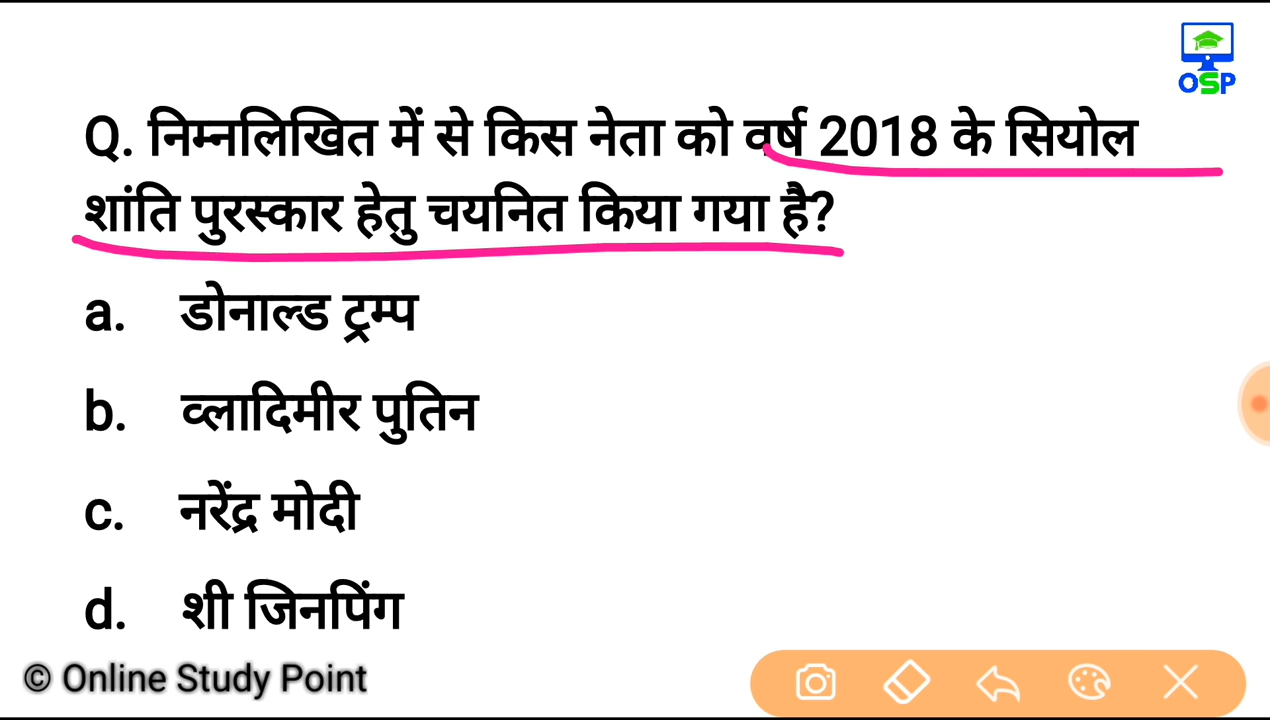 OSP
Q. निम्नलिखित में से किस नेता को वर्ष 2018 के सियोल
शांति पुरस्कार हेतु चयनित किया गया है?
a. डोनाल्ड ट्रम्प
b. व्लादिमीर पुतिन
c. नरेंद्र मोदी
d. शी जिनपिंग
© Online Study Point